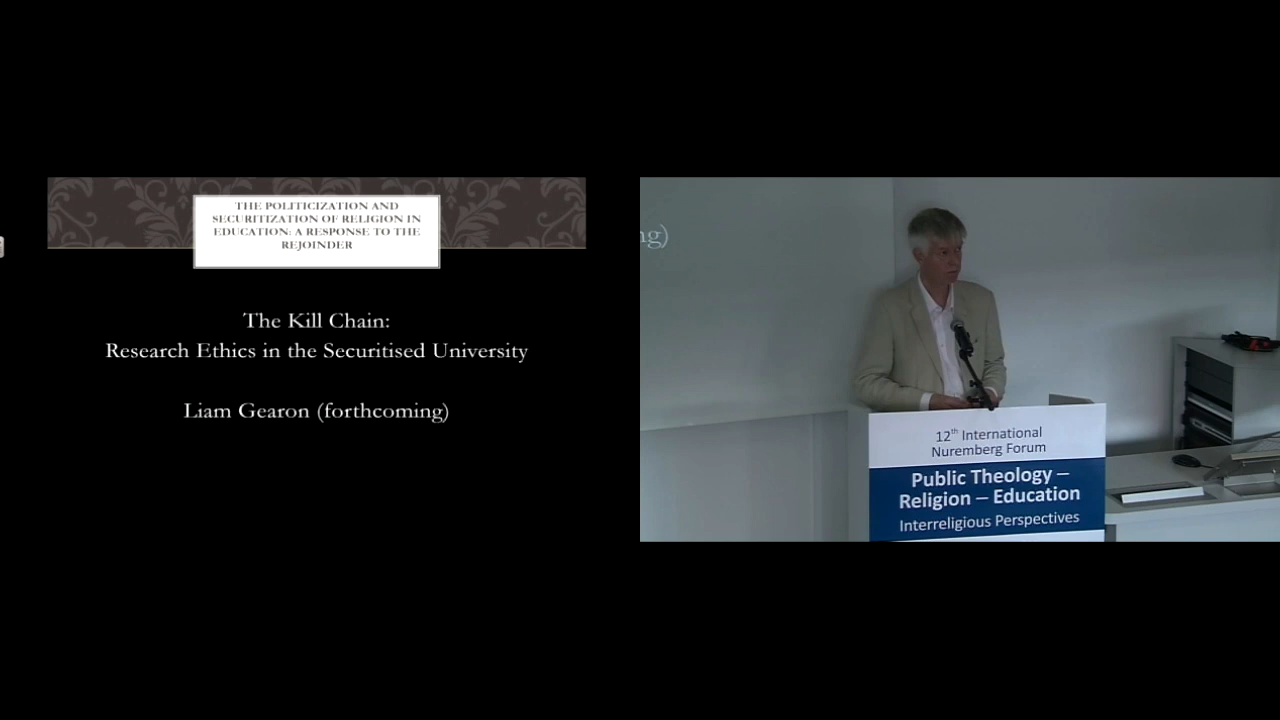 THE POLITICIZATION AND
SECURITIZATION OF RELIGION IN
EDUCATION: A RESPONSE TO THE
REJOINDER
The Kill Chain:
Research Ethics in the Securitised University
Liam Gearon (forthcoming)
ng)
12th International
Nuremberg Forum
Public Theology –
Religion – Education
Interreligious Perspectives